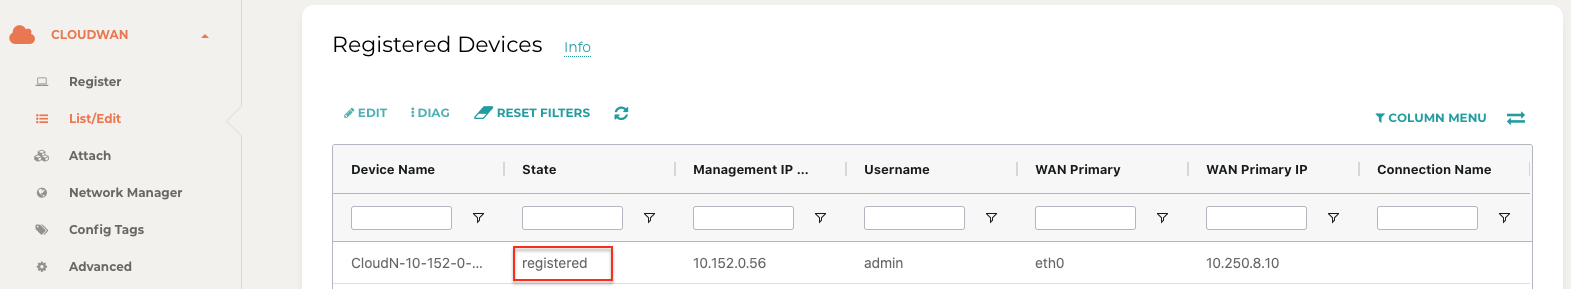 CLOUDWAN
Register
List/Edit
Attach
Network Manager
Config Tags
Advanced
Registered Devices Info
EDIT DIAG RESET FILTERS COLUMN MENU
Device Name State Management IP ... Username WAN Primary WAN Primary IP Connection Name
CloudN-10-152-0-... registered 10.152.0.56 admin eth0 10.250.8.10